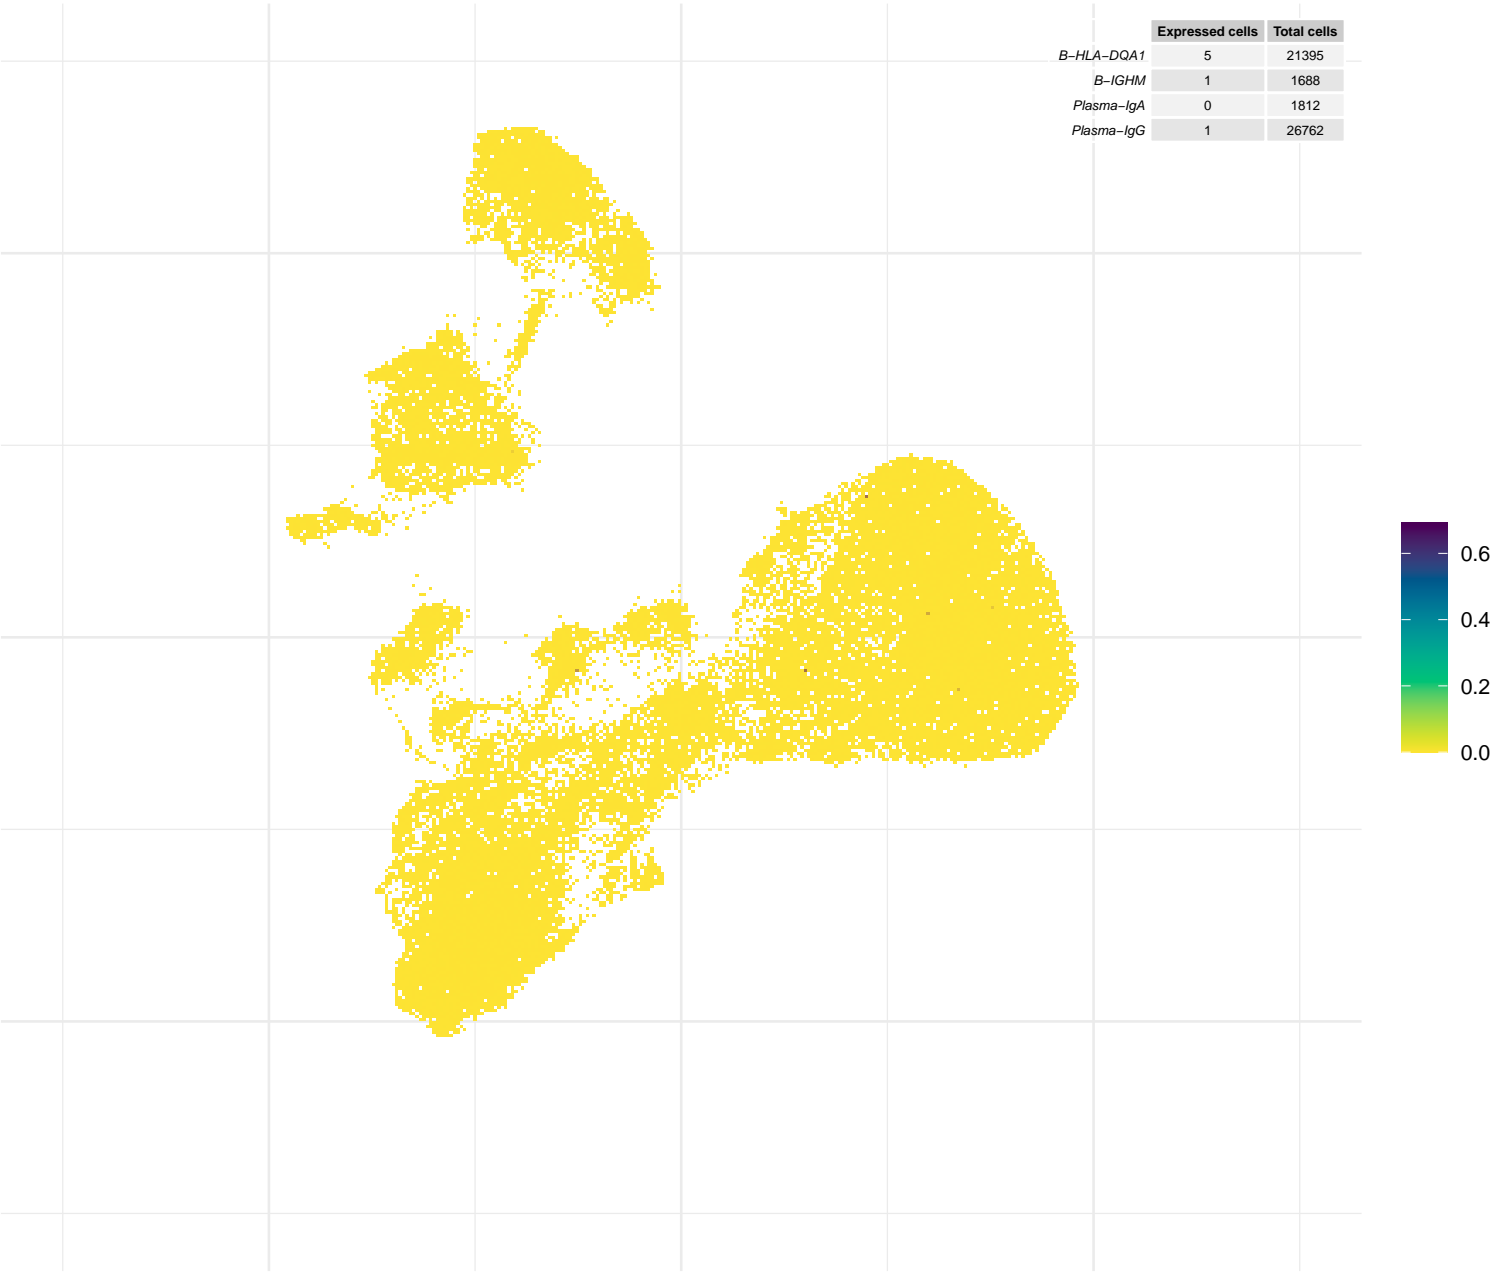 Expressed cells Total cells
B−HLA−DQA1 5 21395
B−IGHM 1 1688
Plasma−IgA 0 1812
Plasma−IgG 1 26762
0.6
0.4
0.2
0.0